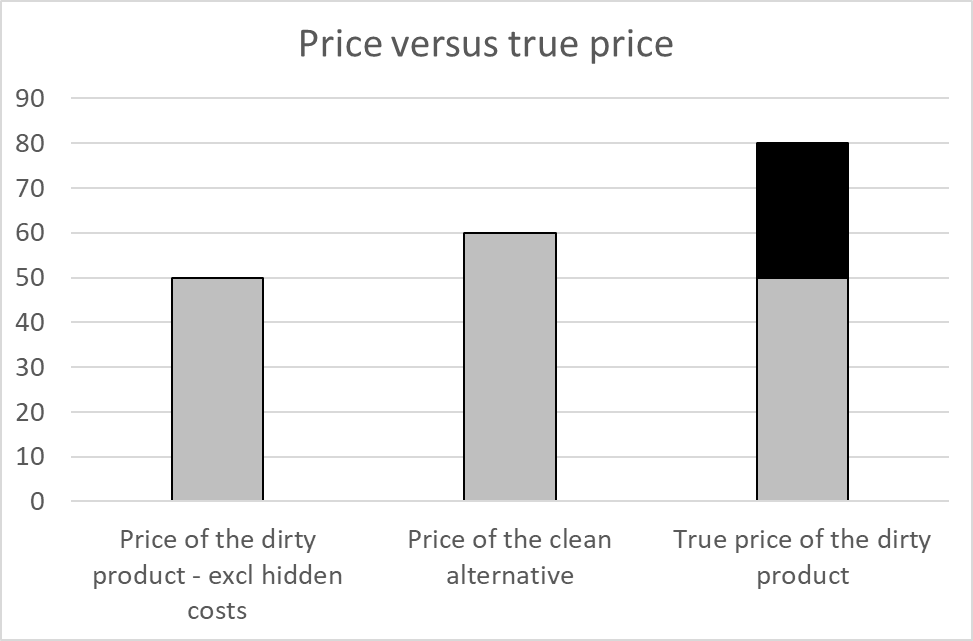 Price versus true price
90
80
70
60
50
40
30
20
10
0
Price of the dirty
product - excl hidden
costs
Price of the clean
alternative
True price of the dirty
product